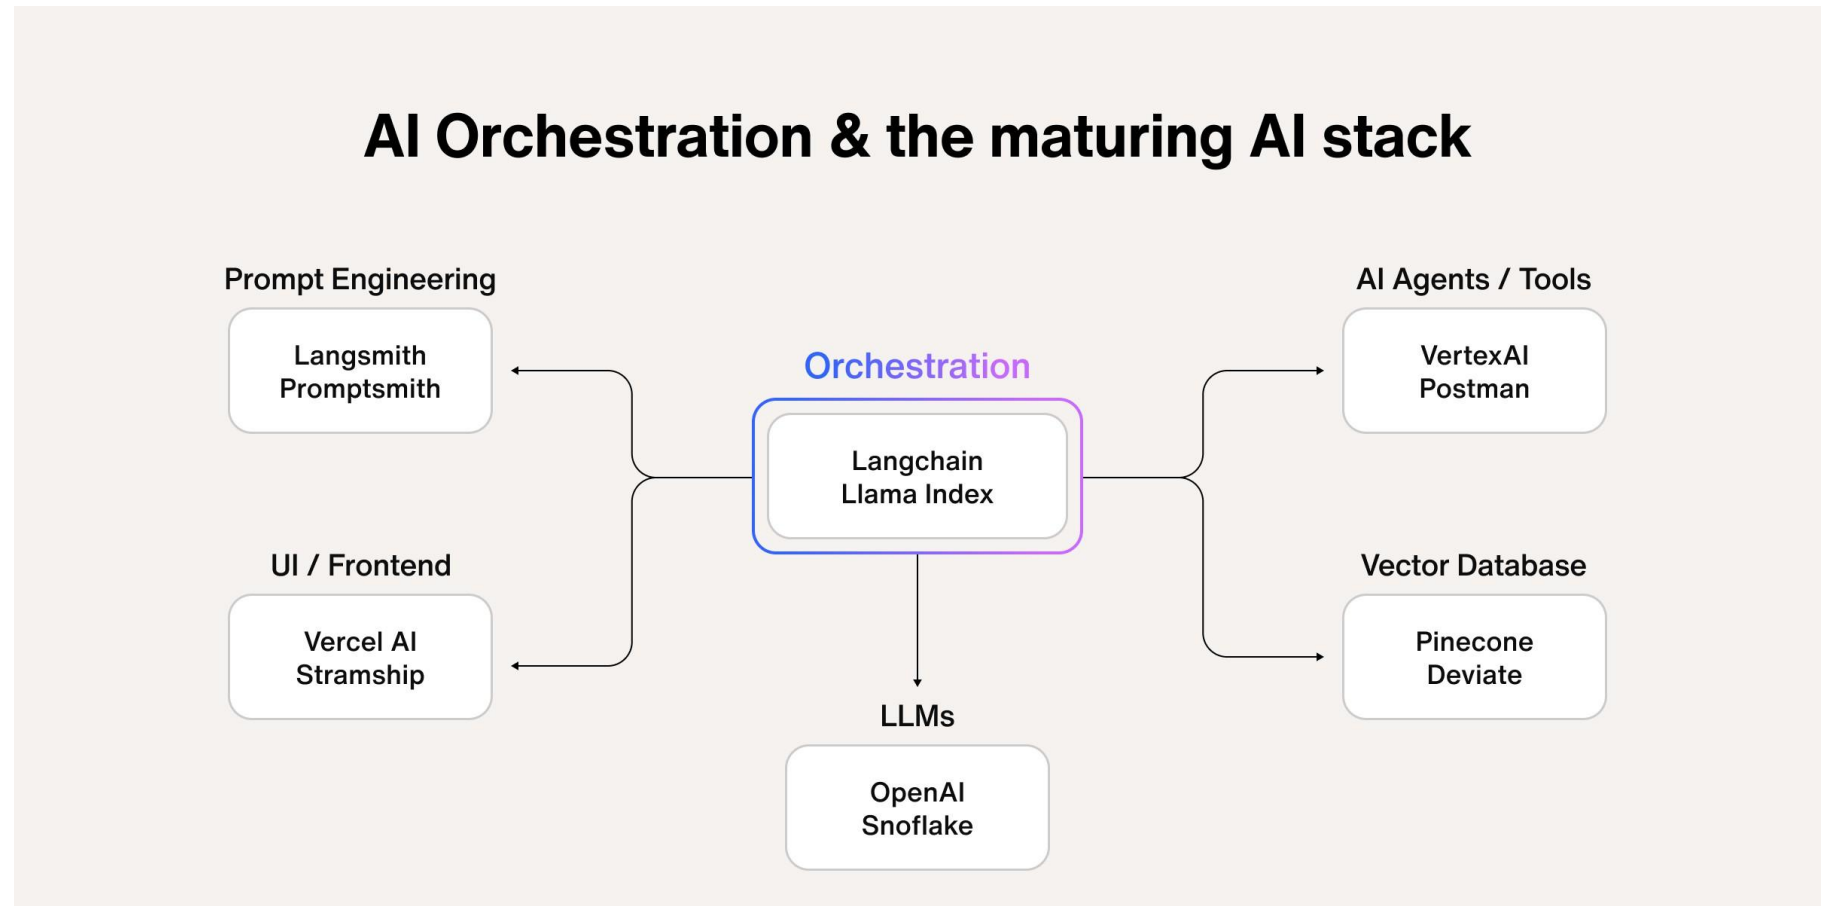 AI Orchestration & the maturing AI stack
Prompt Engineering
Langsmith
Promptsmith
UI / Frontend
Vercel AI
Stramship
Orchestration
Langchain
Llama Index
LLMs
OpenAI
Snoflake
AI Agents / Tools
VertexAI
Postman
Vector Database
Pinecone
Deviate